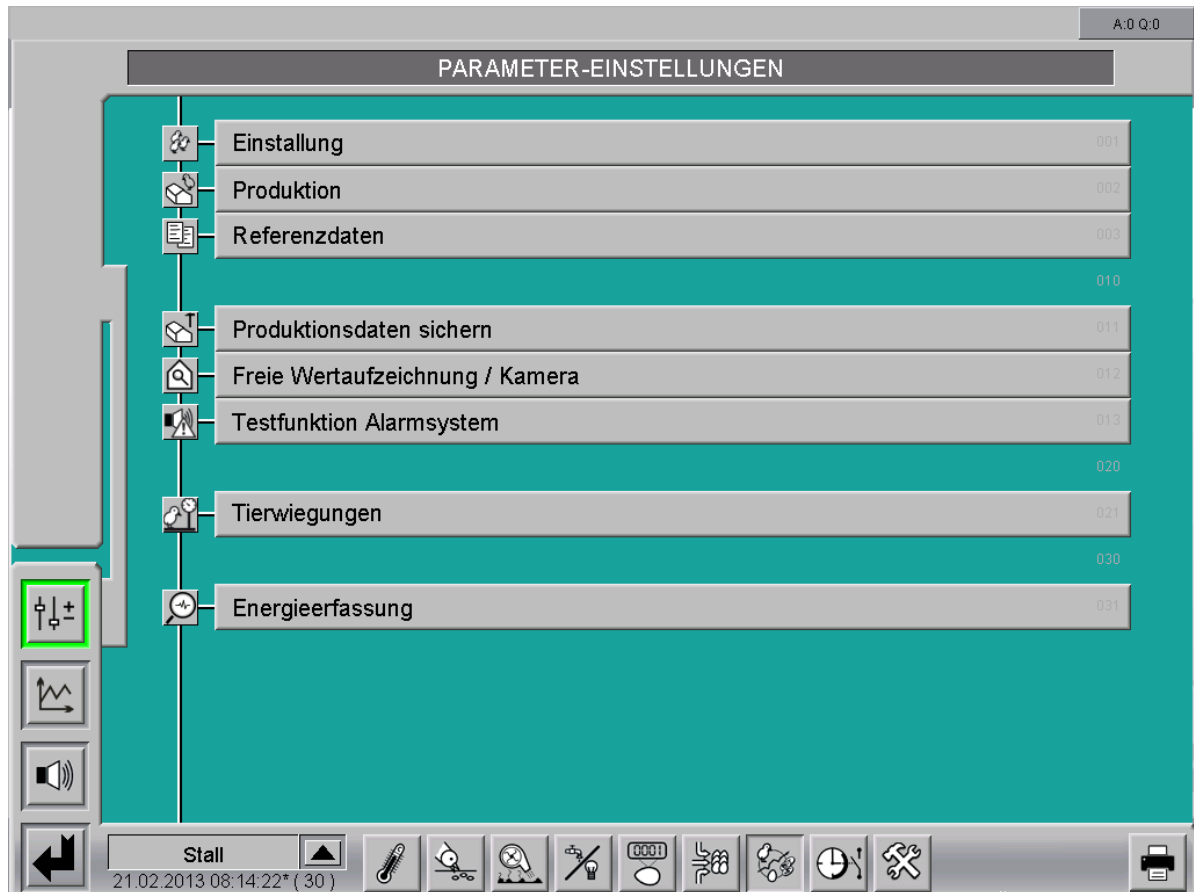 A:0 Q:0
PARAMETER-EINSTELLUNGEN
Einstallung 001
Produktion 002
Referenzdaten 003
010
Produktionsdaten sichern 011
Freie Wertaufzeichnung / Kamera 012
Testfunktion Alarmsystem 013
020
Tierwiegungen 021
030
Energieerfassung 031
0001
Stall
21.02.2013 08:14:22* ( 30 )